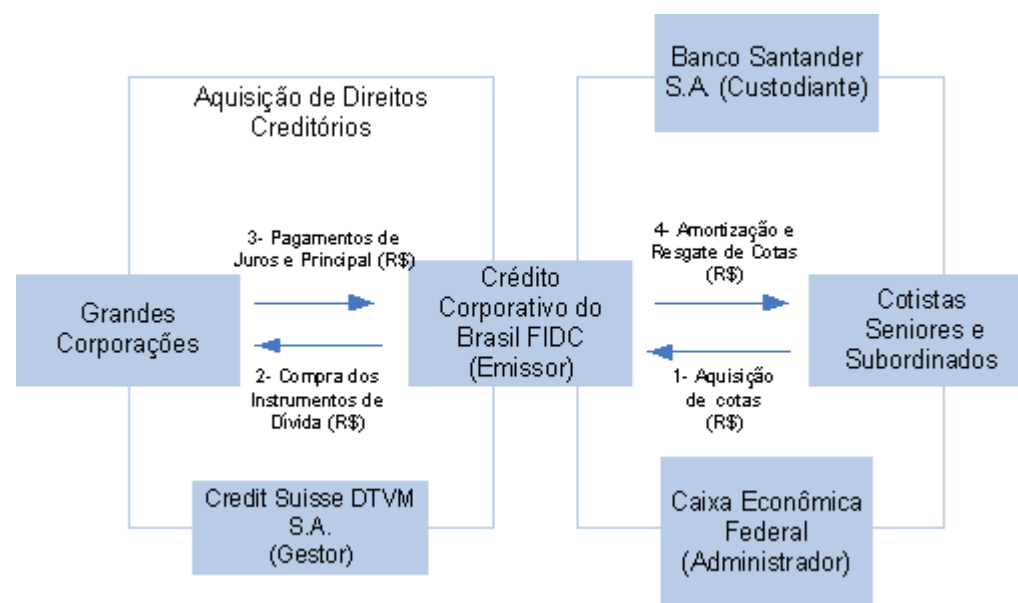 Banco Santander
S.A. (Custodiante)
Aquisição de Direitos
Creditórios
3- Pagamentos de
Juros e Principal (R$)
4- Amortização e
Resgate de Cotas
(R$)
Grandes
Corporações
Crédito
Corporativo do
Brasil FIDC
(Emissor)
Cotistas
Seniores e
Subordinados
2- Compra dos
Instrumentos de
Dívida (R$)
1- Aquisição
de cotas
(R$)
Credit Suisse DTVM
S.A.
(Gestor)
Caixa Econômica
Federal
(Administrador)